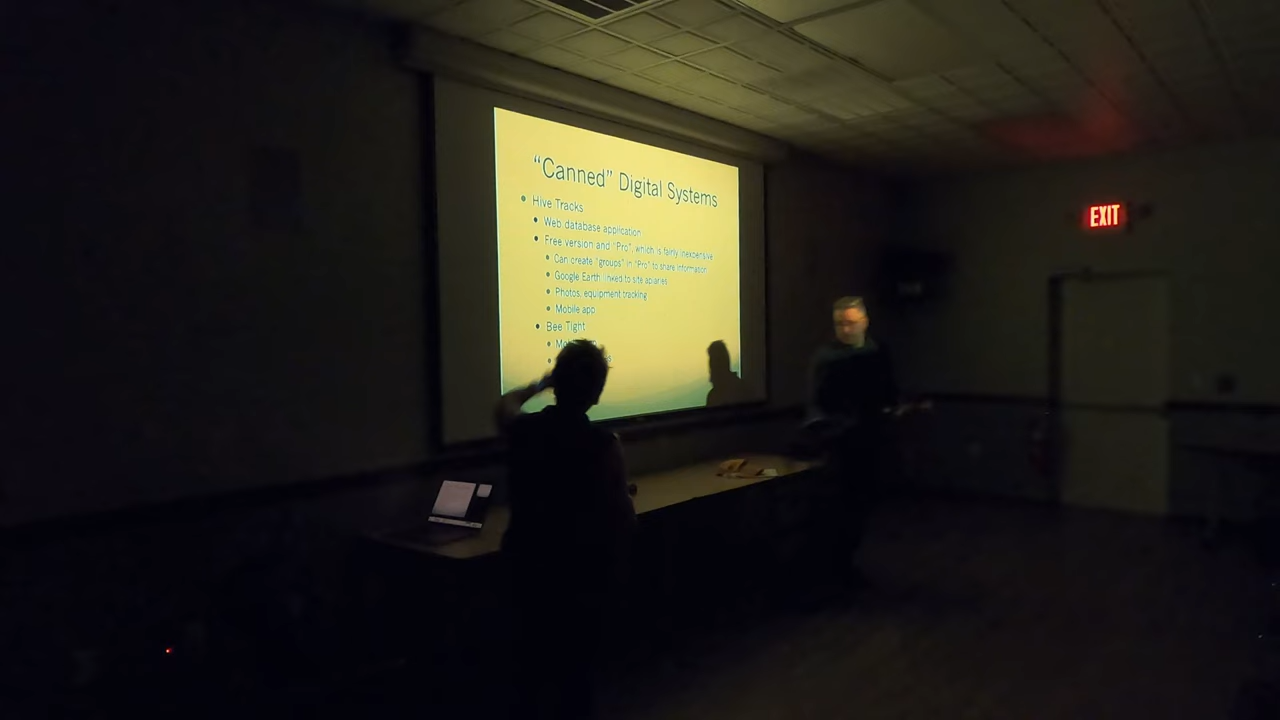 "Canned" Digital Systems
Hive Tracks
Web database application
Free version and "Pro", which is fairly inexpensive
Can create "groups" in "Pro" to share information
Google Earth linked to site apiaries
Photos, equipment tracking
Mobile app
Bee Tight
EXIT